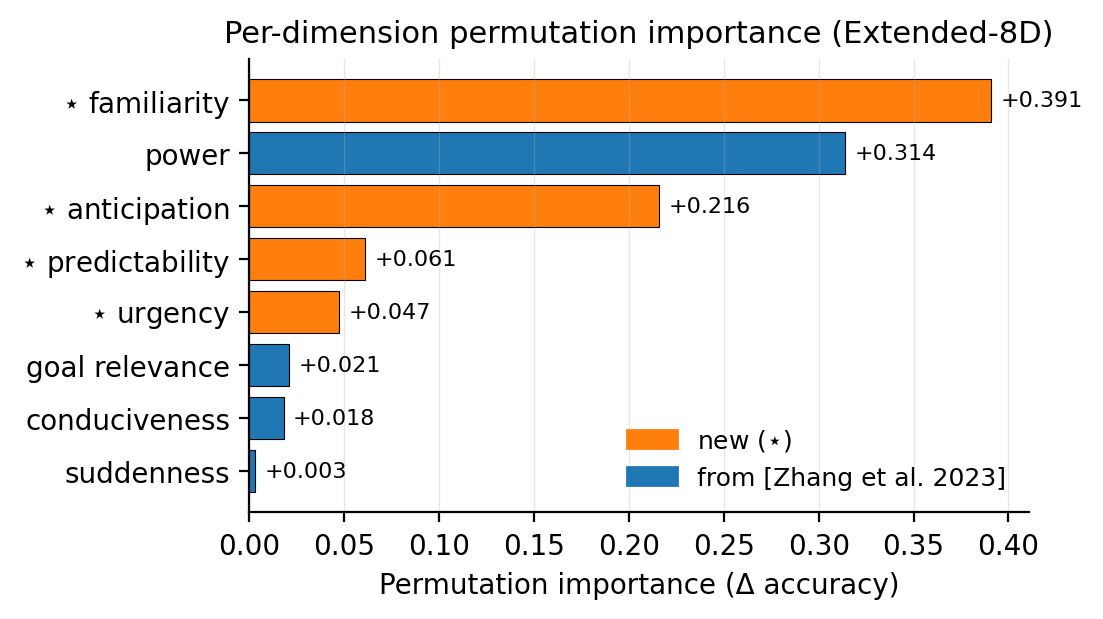 Per-dimension permutation importance (Extended-8D)
⋆ familiarity +0.391
power +0.314
⋆ anticipation +0.216
⋆ predictability +0.061
⋆ urgency +0.047
goal relevance +0.021
conduciveness +0.018
suddenness +0.003
new (⋆)
from [Zhang et al. 2023]
0.00 0.05 0.10 0.15 0.20 0.25 0.30 0.35 0.40
Permutation importance (Δ accuracy)